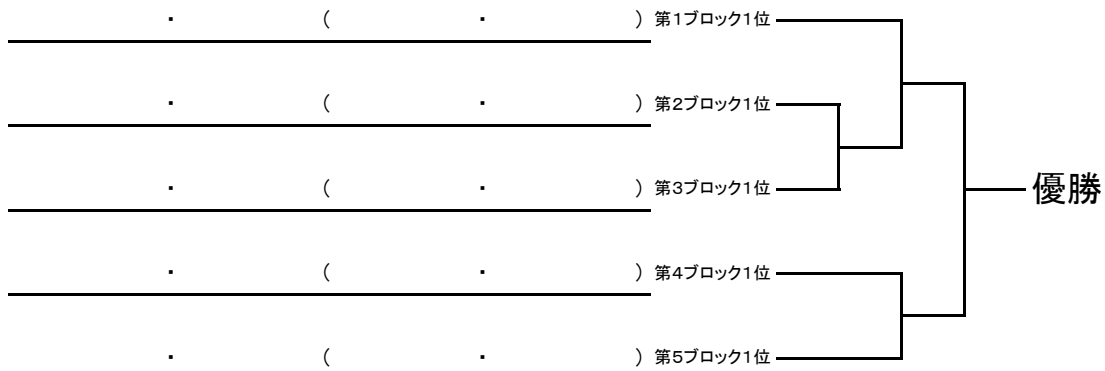 ・ ( ・ ) 第1ブロック1位
・ ( ・ ) 第2ブロック1位
・ ( ・ ) 第3ブロック1位
優勝
・ ( ・ ) 第4ブロック1位
・ ( ・ ) 第5ブロック1位